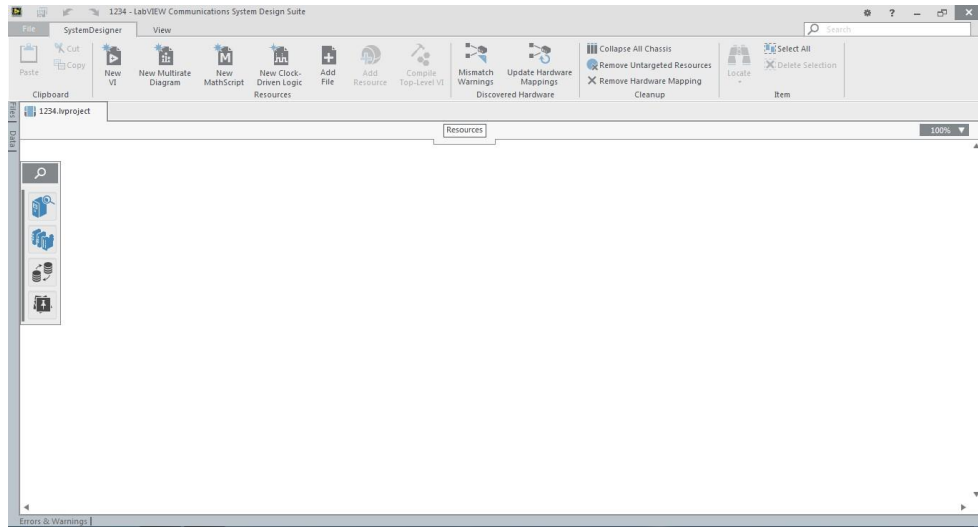 1234 - LabVIEW Communications System Design Suite
?
File SystemDesigner View Search
Paste
Cut
Copy
Clipboard
New VI
New Multirate Diagram
New MathScript
New Clock-Driven Logic
Add File
Add Resource
Compile Top-Level VI
Resources
Mismatch Warnings
Update Hardware Mappings
Discovered Hardware
Collapse All Chassis
Remove Untargeted Resources
Remove Hardware Mapping
Cleanup
Locate
Select All
Delete Selection
Item
Files
Data
1234.lvproject
Resources
100%
Errors & Warnings